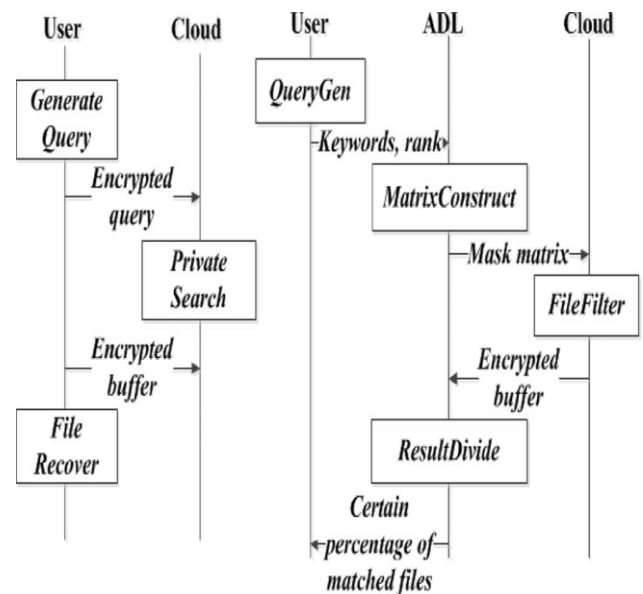 User
Cloud
Generate
Query
Encrypted
query
Private
Search
Encrypted
buffer
File
Recover
User
ADL
Cloud
QueryGen
Keywords, rank
MatrixConstruct
Mask matrix
FileFilter
Encrypted
buffer
ResultDivide
Certain
percentage of
matched files